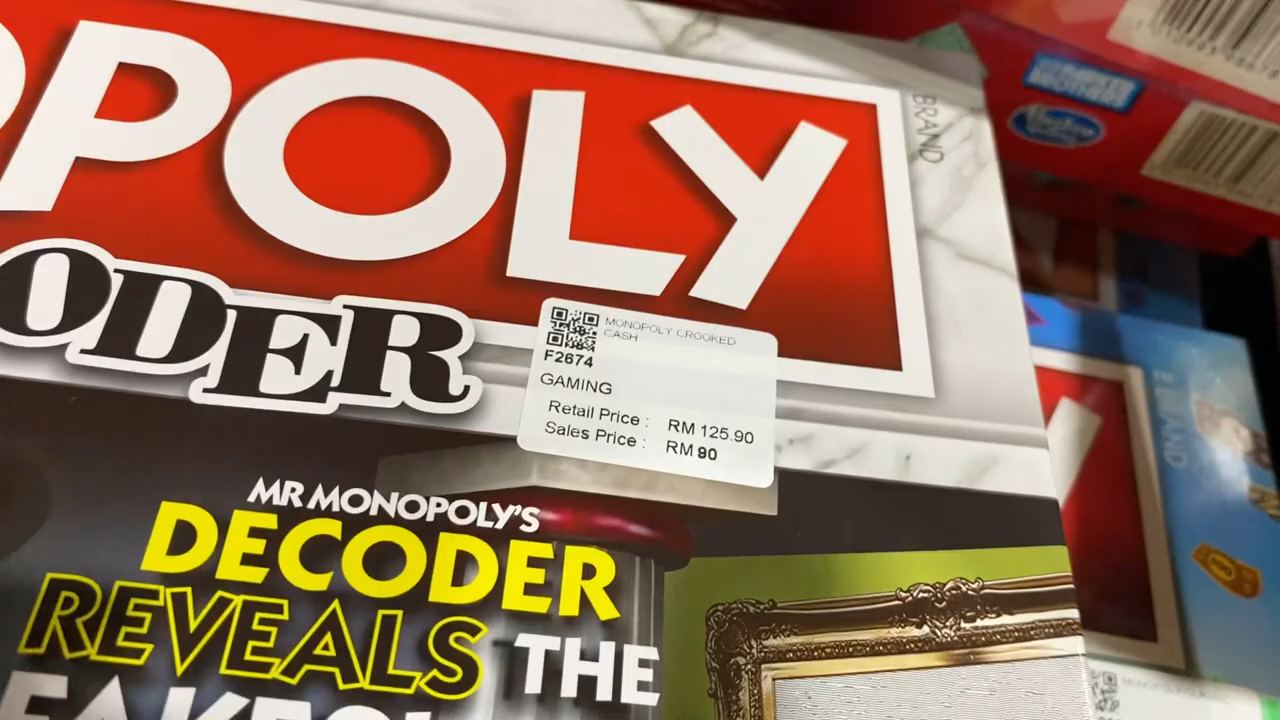 POLY
BRAND
ODER
MONOPOLY CROOKED
CASH
F2674
GAMING
Retail Price : RM 125.90
Sales Price : RM 90
MR MONOPOLY'S
DECODER
REVEALS THE
Hasbro